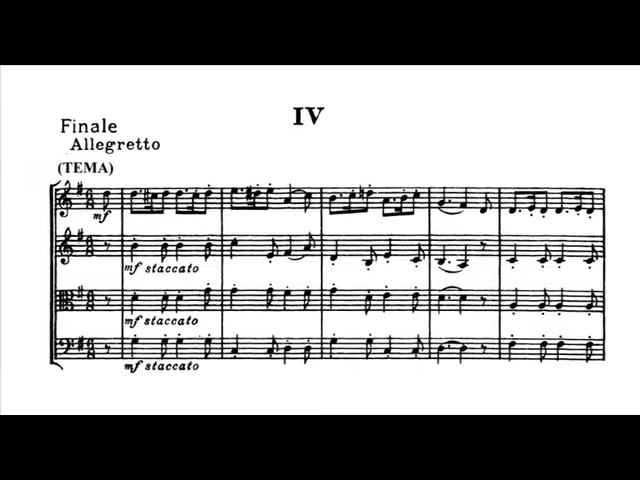 IV
Finale
Allegretto
(TEMA)
mf
mf staccato
mf staccato
mf staccato